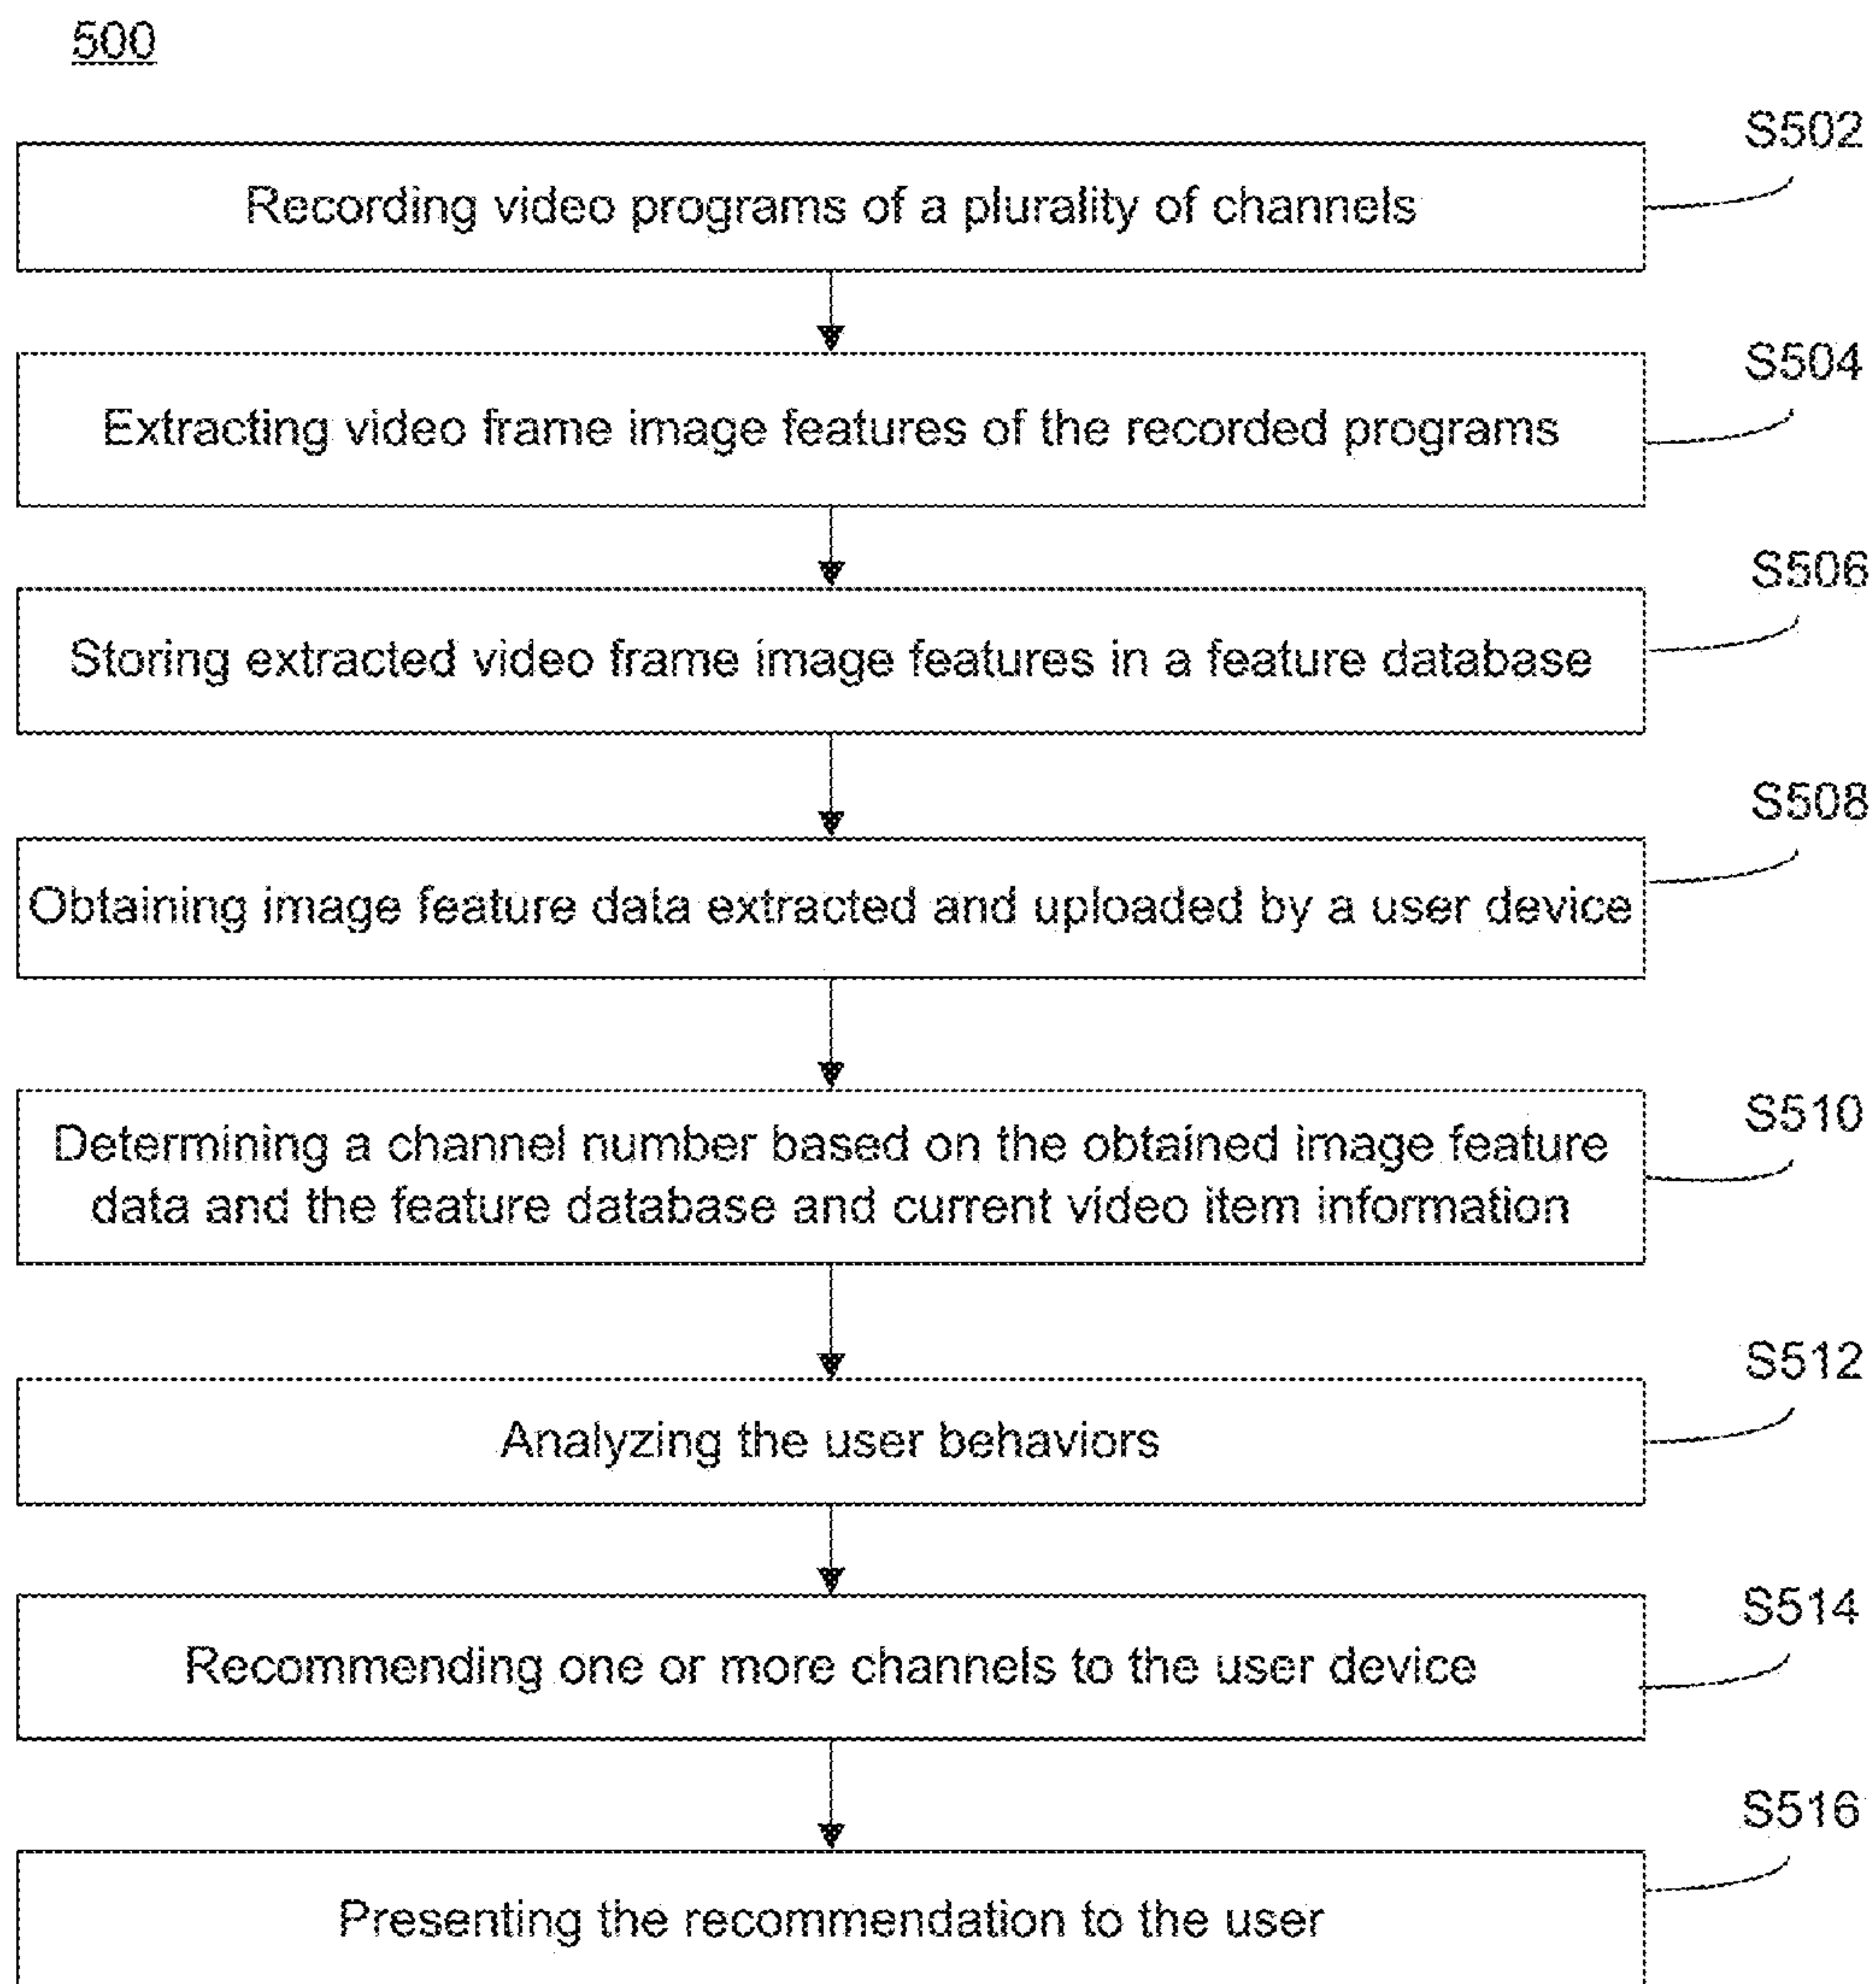 500
S502
Recording video programs of a plurality of channels
S504
Extracting video frame image features of the recorded programs
S506
Storing extracted video frame image features in a feature database
S508
Obtaining image feature data extracted and uploaded by a user device
S510
Determining a channel number based on the obtained image feature
data and the feature database and current video item information
S512
Analyzing the user behaviors
S514
Recommending one or more channels to the user device
S516
Presenting the recommendation to the user